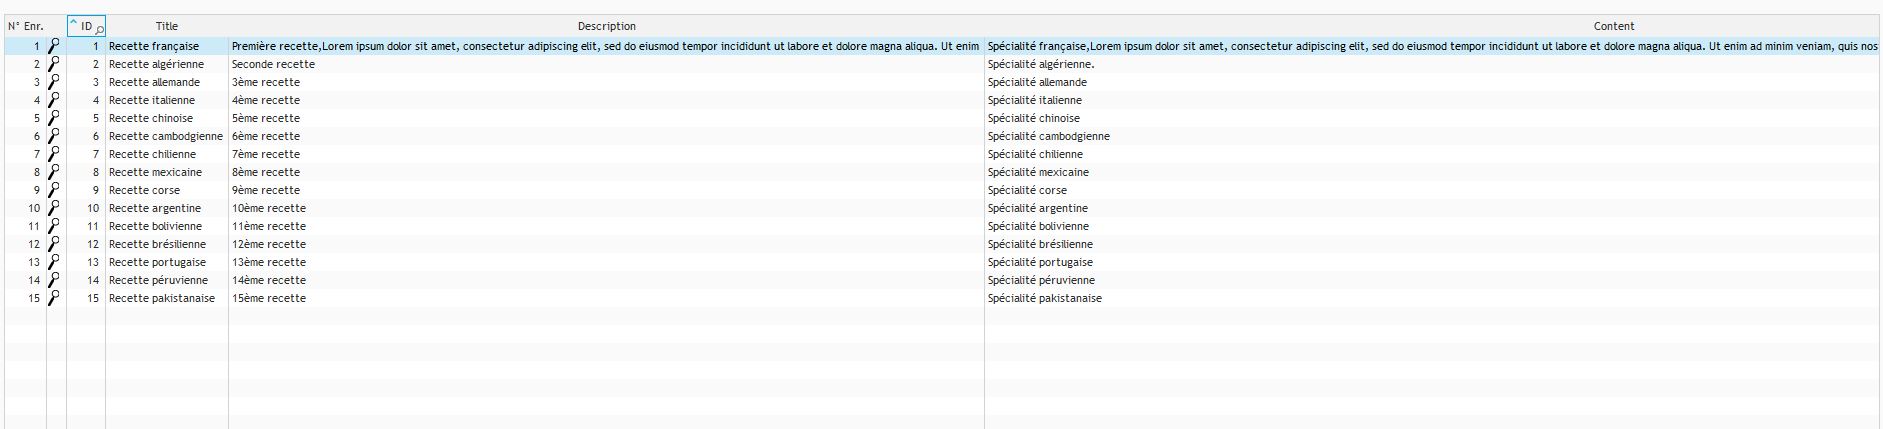 N° Enr. ID Title Description Content
1 1 Recette française Première recette,Lorem ipsum dolor sit amet, consectetur adipiscing elit, sed do eiusmod tempor incididunt ut labore et dolore magna aliqua. Ut enim Spécialité française,Lorem ipsum dolor sit amet, consectetur adipiscing elit, sed do eiusmod tempor incididunt ut labore et dolore magna aliqua. Ut enim ad minim veniam, quis nos
2 2 Recette algérienne Seconde recette Spécialité algérienne.
3 3 Recette allemande 3ème recette Spécialité allemande
4 4 Recette italienne 4ème recette Spécialité italienne
5 5 Recette chinoise 5ème recette Spécialité chinoise
6 6 Recette cambodgienne 6ème recette Spécialité cambodgienne
7 7 Recette chilienne 7ème recette Spécialité chilienne
8 8 Recette mexicaine 8ème recette Spécialité mexicaine
9 9 Recette corse 9ème recette Spécialité corse
10 10 Recette argentine 10ème recette Spécialité argentine
11 11 Recette bolivienne 11ème recette Spécialité bolivienne
12 12 Recette brésilienne 12ème recette Spécialité brésilienne
13 13 Recette portugaise 13ème recette Spécialité portugaise
14 14 Recette péruvienne 14ème recette Spécialité péruvienne
15 15 Recette pakistanaise 15ème recette Spécialité pakistanaise